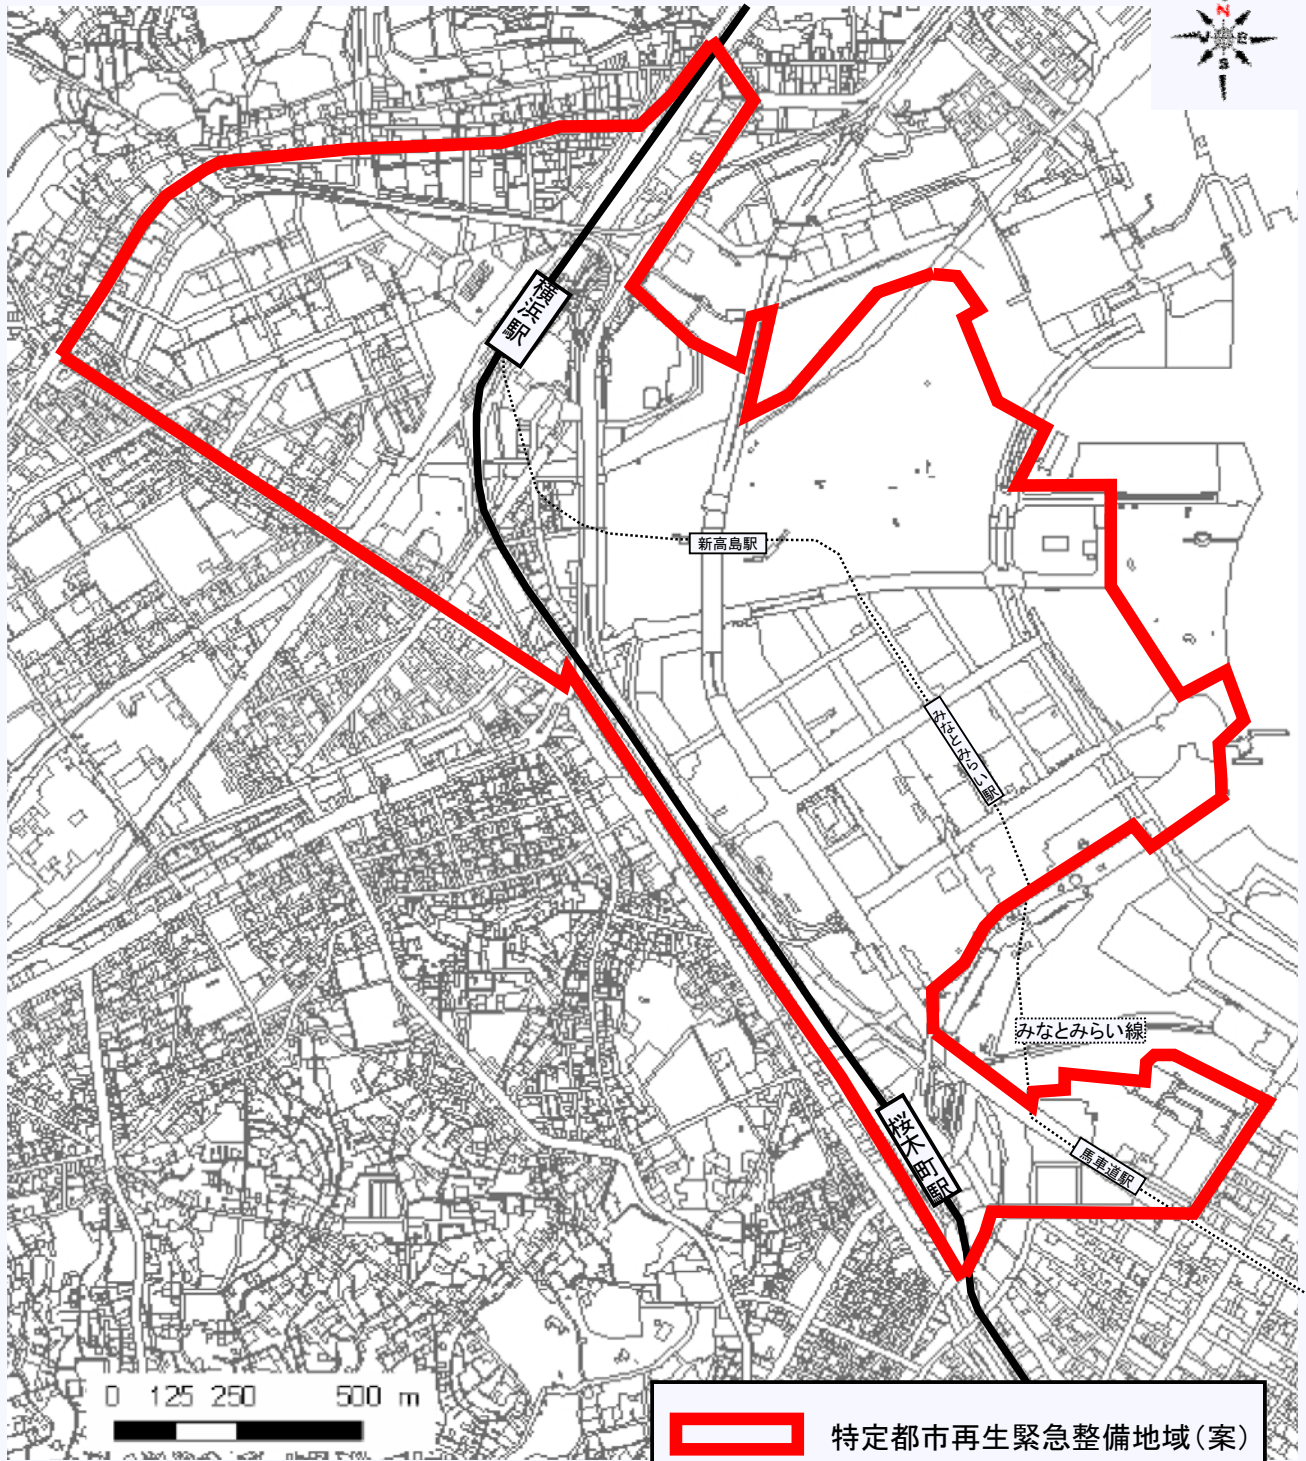 N
W E
S
横浜駅
新高島駅
みなとみらい駅
みなとみらい線
桜木町駅
馬車道駅
0 125 250 500 m
特定都市再生緊急整備地域(案)